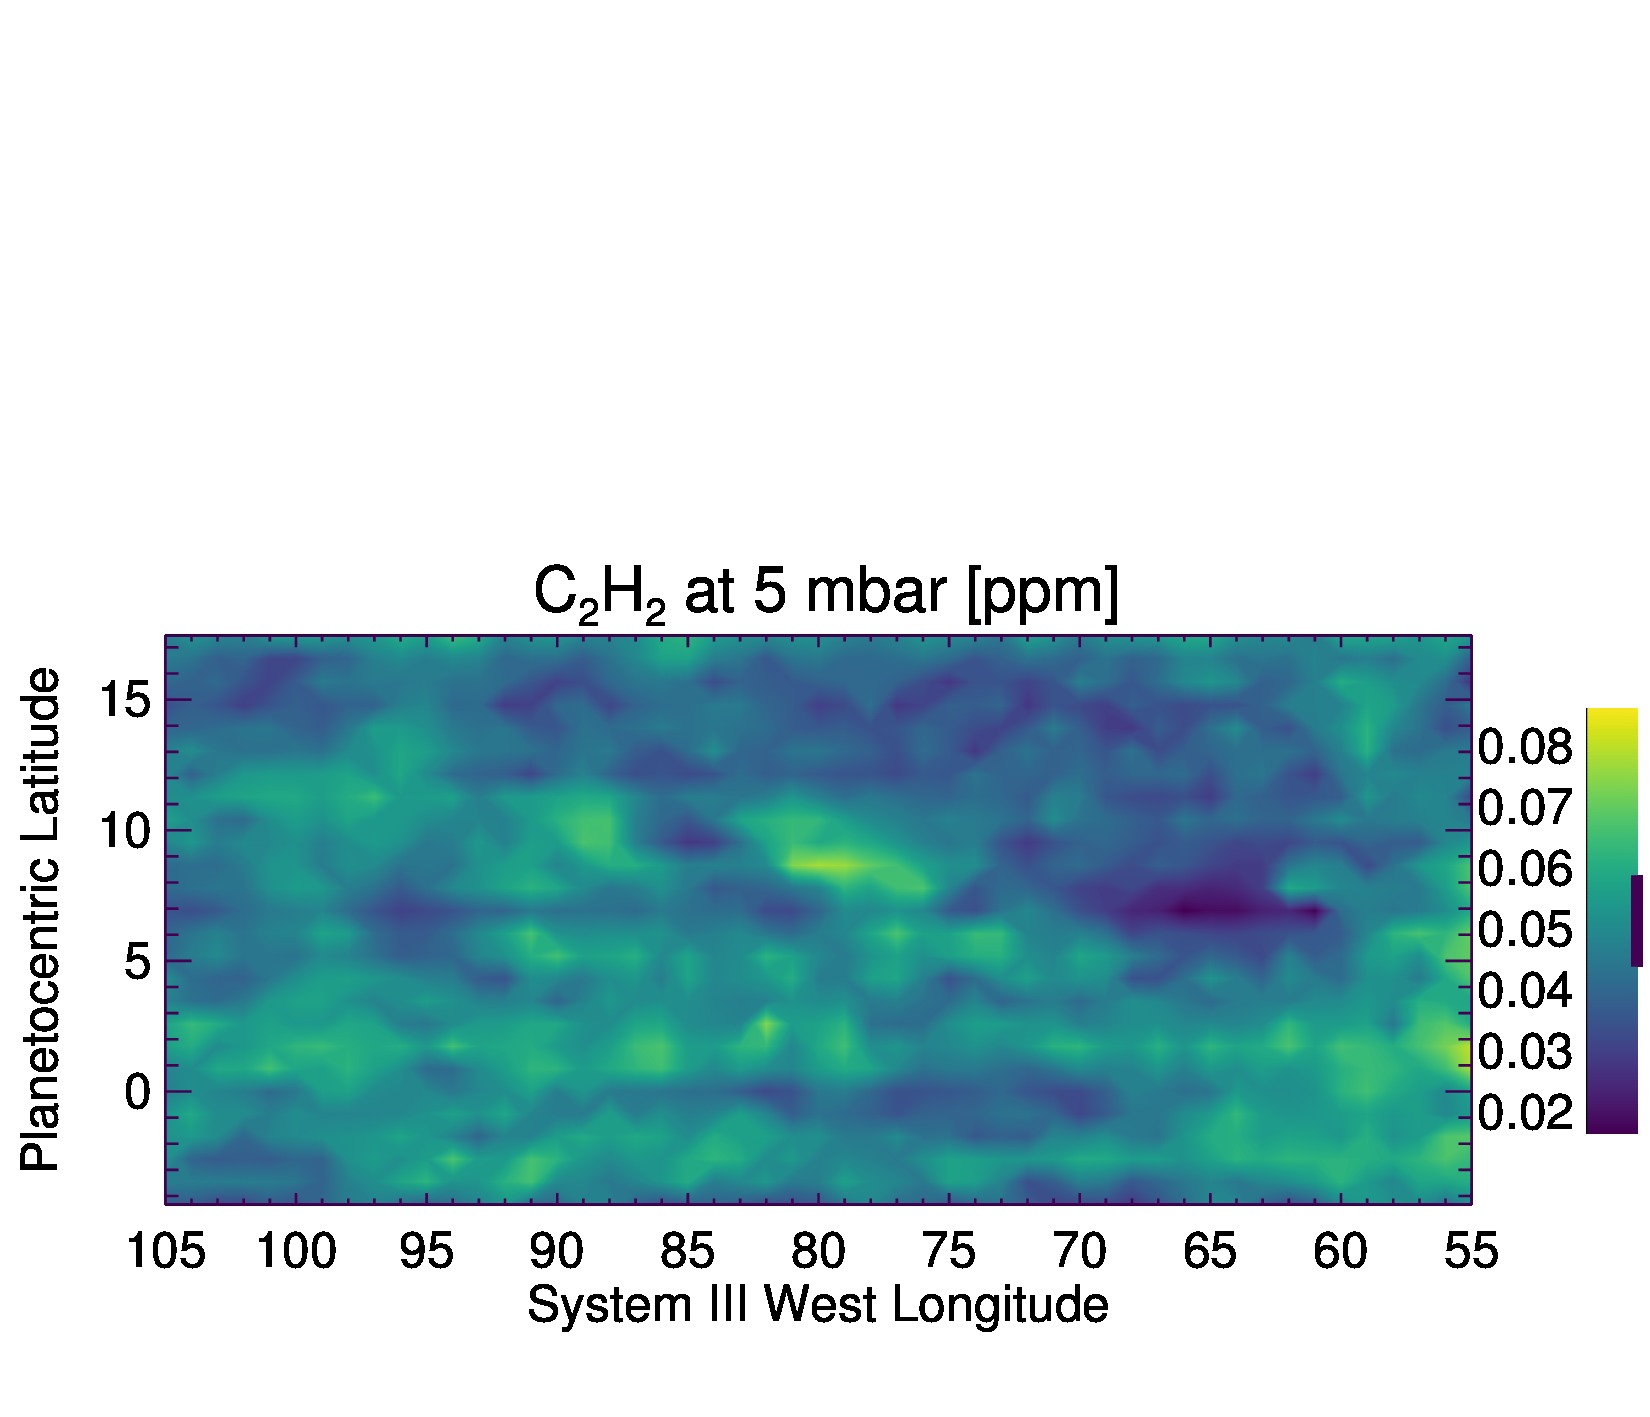 C₂H₂ at 5 mbar [ppm]
Planetocentric Latitude
15
10
5
0
105 100 95 90 85 80 75 70 65 60 55
System III West Longitude
0.08
0.07
0.06
0.05
0.04
0.03
0.02